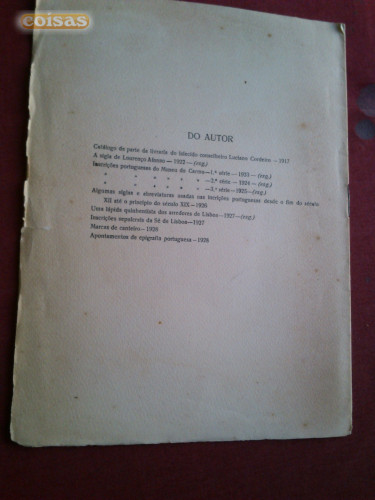 coisas
DO AUTOR
Catálogo de parte da livraria do falecido conselheiro Luciano Cordeiro – 1917
A sigla de Lourenço Afonso — 1922 — (esg.)
Inscrições portuguesas do Museu do Carmo—1.ª série — 1921 — (esg.)
» » » » » —2.ª série — 1924 — (esg.)
» » » » » —3.ª série — 1925—(esg.)
Algumas siglas e abreviaturas usadas nas inscrições portuguesas desde o fim do século
XII até o princípio do século XIX—1926
Uma lápida quinhentista dos arredores de Lisboa—1927—(esg.)
Inscrições sepulcrais da Sé de Lisboa—1927
Marcas de canteiro—1928
Apontamentos de epigrafia portuguesa—1928